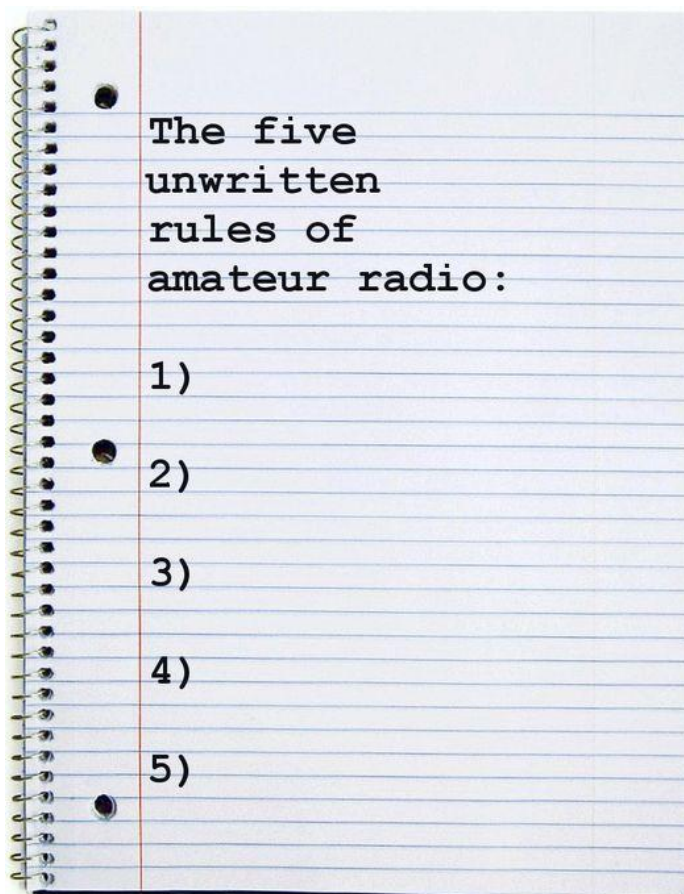 The five
unwritten
rules of
amateur radio:
1)
2)
3)
4)
5)